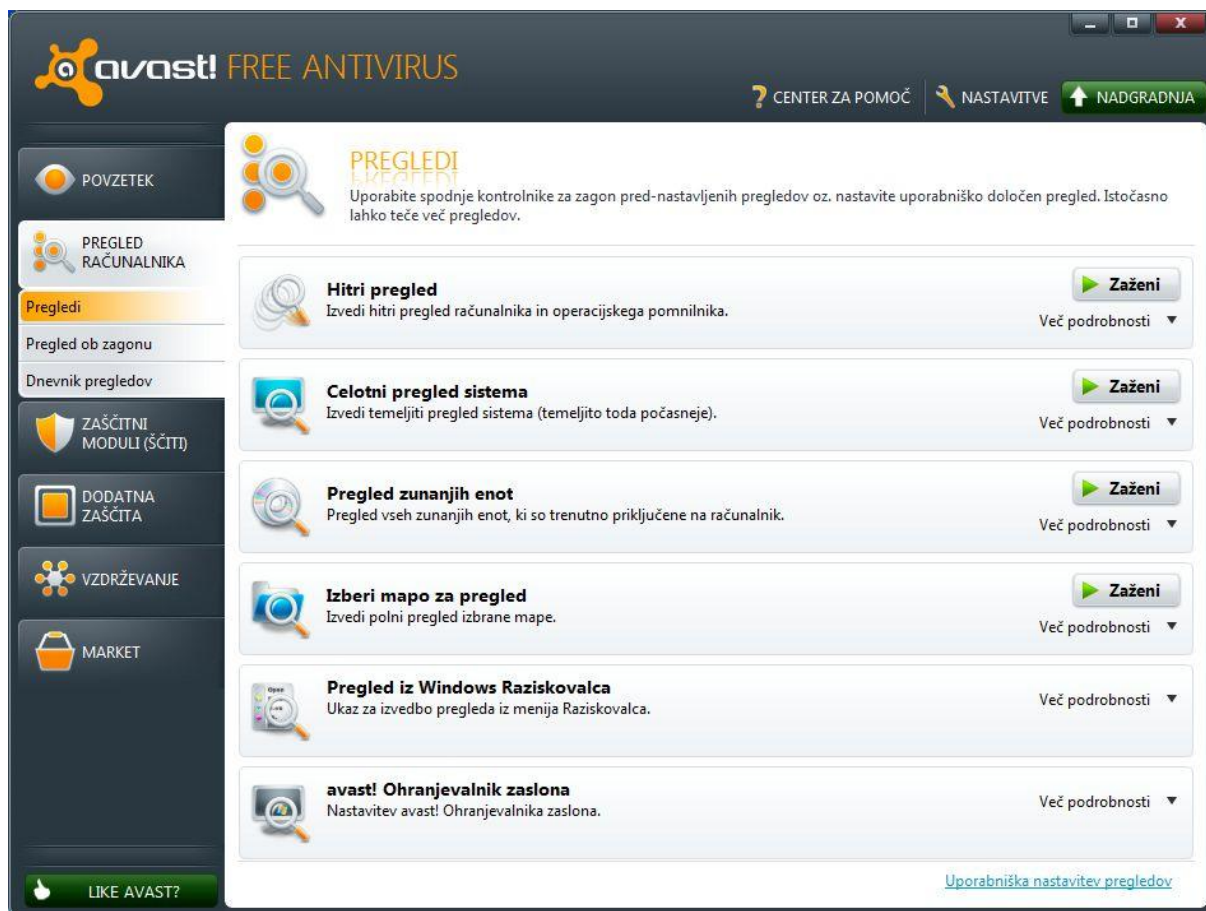 avast! FREE ANTIVIRUS
CENTER ZA POMOČ
NASTAVITVE
NADGRADNJA
POVZETEK
PREGLED
RAČUNALNIKA
Pregledi
Pregled ob zagonu
Dnevnik pregledov
ZAŠČITNI
MODULI (ŠČITI)
DODATNA
ZAŠČITA
VZDRŽEVANJE
MARKET
LIKE AVAST?
PREGLEDI
Uporabite spodnje kontrolnike za zagon pred-nastavljenih pregledov oz. nastavite uporabniško določen pregled. Istočasno
lahko teče več pregledov.
Hitri pregled
Izvedi hitri pregled računalnika in operacijskega pomnilnika.
Zaženi
Več podrobnosti
Celotni pregled sistema
Izvedi temeljiti pregled sistema (temeljito toda počasneje).
Zaženi
Več podrobnosti
Pregled zunanjih enot
Pregled vseh zunanjih enot, ki so trenutno priključene na računalnik.
Zaženi
Več podrobnosti
Izberi mapo za pregled
Izvedi polni pregled izbrane mape.
Zaženi
Več podrobnosti
Pregled iz Windows Raziskovalca
Ukaz za izvedbo pregleda iz menija Raziskovalca.
Več podrobnosti
avast! Ohranjevalnik zaslona
Nastavitev avast! Ohranjevalnika zaslona.
Več podrobnosti
Uporabniška nastavitev pregledov